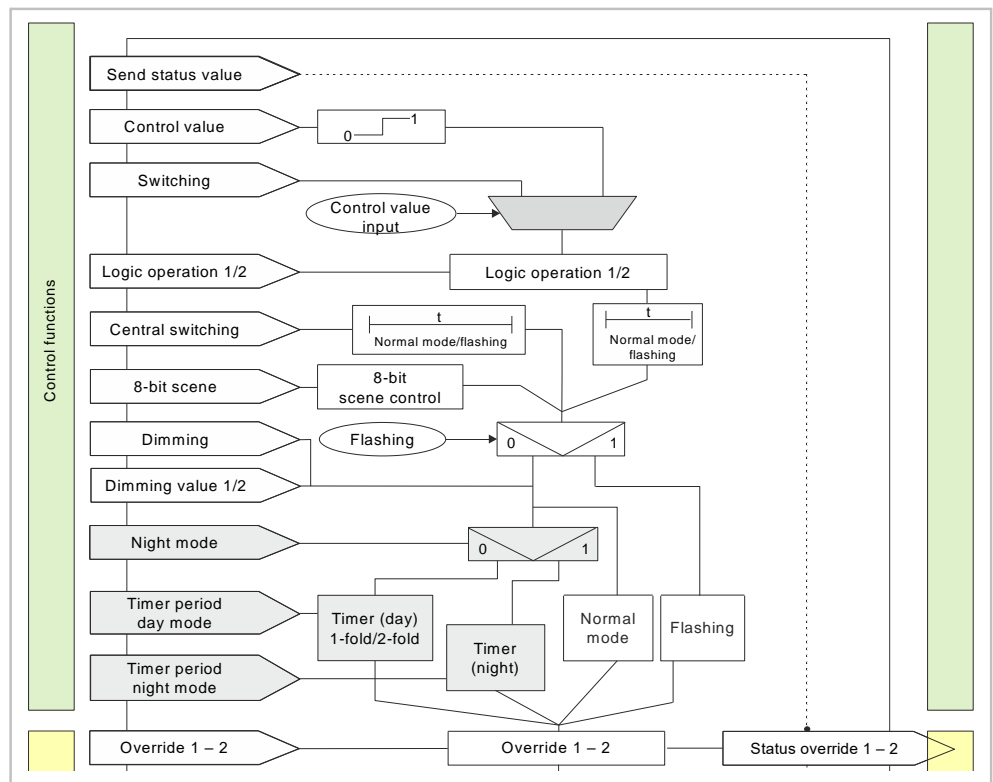 Control functions
Send status value
Control value
0
1
Switching
Control value
input
Logic operation 1/2
Logic operation 1/2
Central switching
t
Normal mode/flashing
t
Normal mode/
flashing
8-bit scene
8-bit
scene control
Dimming
Flashing
0
1
Dimming value 1/2
Night mode
0
1
Timer period
day mode
Timer (day)
1-fold/2-fold
Timer
(night)
Normal
mode
Flashing
Timer period
night mode
Override 1 – 2
Override 1 – 2
Status override 1 – 2